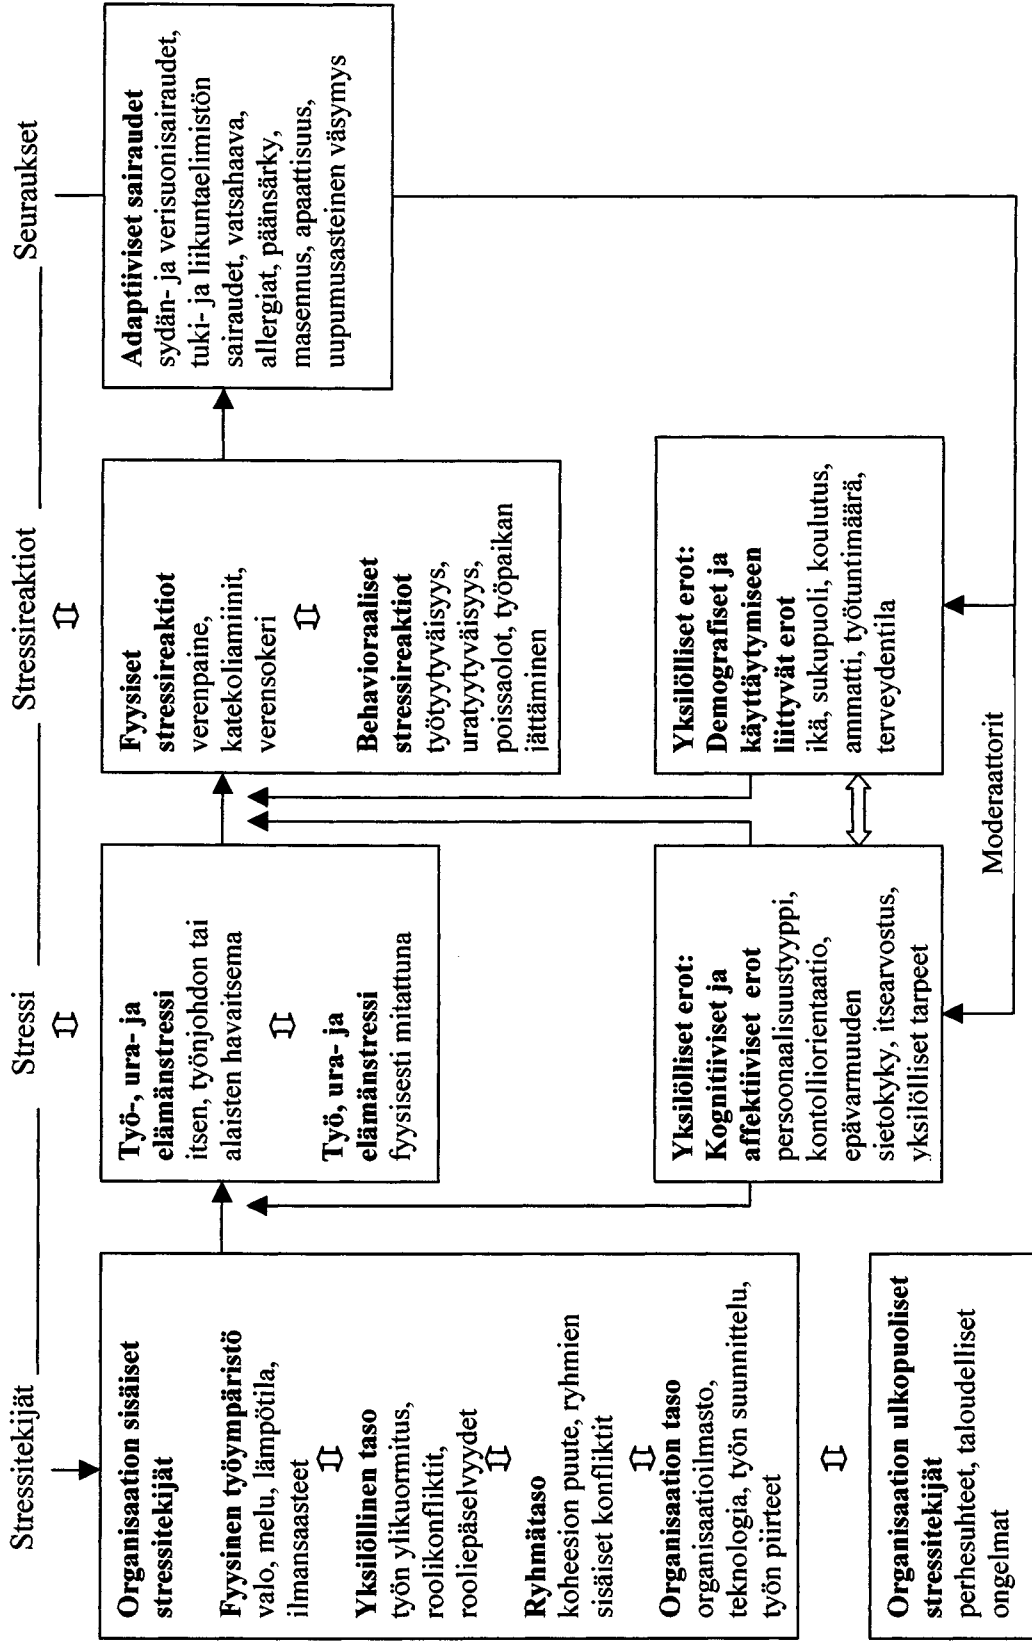 Stressitekijät
Stressi
Stressireaktiot
Seuraukset
Organisaation sisäiset
stressitekijät
Fyysinen työympäristö
valo, melu, lämpötila,
ilmansaasteet
Yksilöllinen taso
työn ylikuormitus,
roolikonfliktit,
rooliepäselvyydet
Ryhmätaso
koheesion puute, ryhmien
sisäiset konfliktit
Organisaation taso
organisaatioilmasto,
teknologia, työn suunnittelu,
työn piirteet
Organisaation ulkopuoliset
stressitekijät
perhesuhteet, taloudelliset
ongelmat
Työ-, ura- ja
elämänstressi
itsen, työnjohdon tai
alaisten havaitsema
Työ, ura- ja
elämänstressi
fyysisesti mitattuna
Yksilölliset erot:
Kognitiiviset ja
affektiiviset erot
persoonaalisuustyyppi,
kontolliorientaatio,
epävarmuuden
sietokyky, itsearvostus,
yksilölliset tarpeet
Fyysiset
stressireaktiot
verenpaine,
katekoliaminit,
verensokeri
Behavioraaliset
stressireaktiot
työtyytyväisyys,
uratyytyväisyys,
poissaolot, työpaikan
jättäminen
Yksilölliset erot:
Demografiset ja
käyttäytymiseen
liittyvät erot
ikä, sukupuoli, koulutus,
ammatti, työtuntimäärä,
terveydentila
Adaptiiviset sairaudet
sydän- ja verisuonisairaudet,
tuki- ja liikuntaelimistön
sairaudet, vatsahaava,
allergiat, päänsärky,
masennus, apaattisuus,
uupumusasteinen väsymys
Moderaattorit